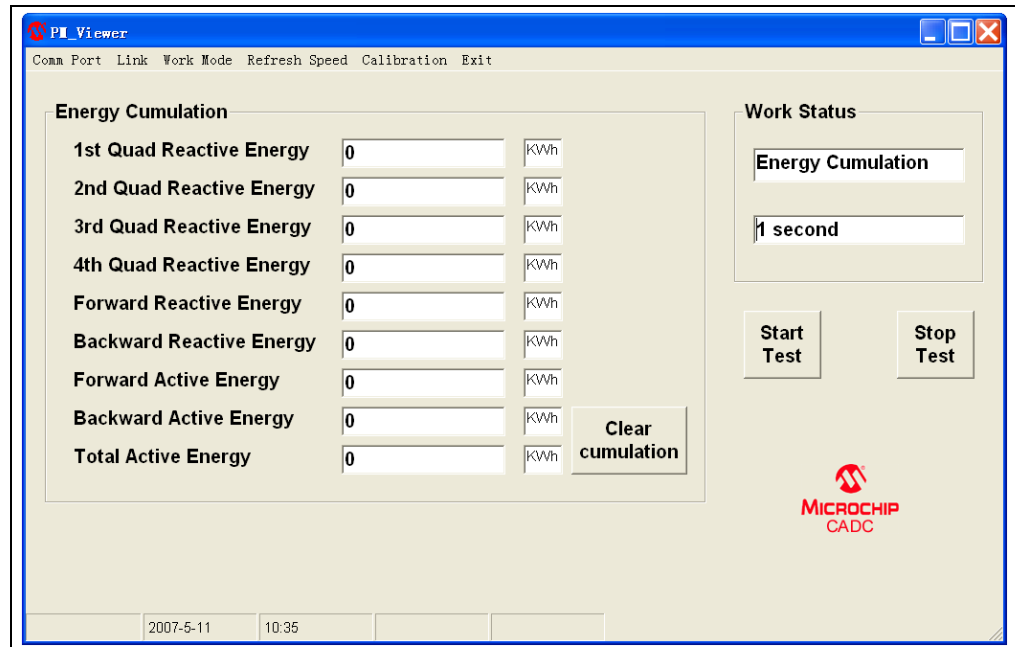 PM_Viewer
Comm Port Link Work Mode Refresh Speed Calibration Exit
Energy Cumulation
1st Quad Reactive Energy 0 KWh
2nd Quad Reactive Energy 0 KWh
3rd Quad Reactive Energy 0 KWh
4th Quad Reactive Energy 0 KWh
Forward Reactive Energy 0 KWh
Backward Reactive Energy 0 KWh
Forward Active Energy 0 KWh
Backward Active Energy 0 KWh
Total Active Energy 0 KWh
Clear
cumulation
Work Status
Energy Cumulation
1 second
Start
Test
Stop
Test
MICROCHIP
CADC
2007-5-11 10:35